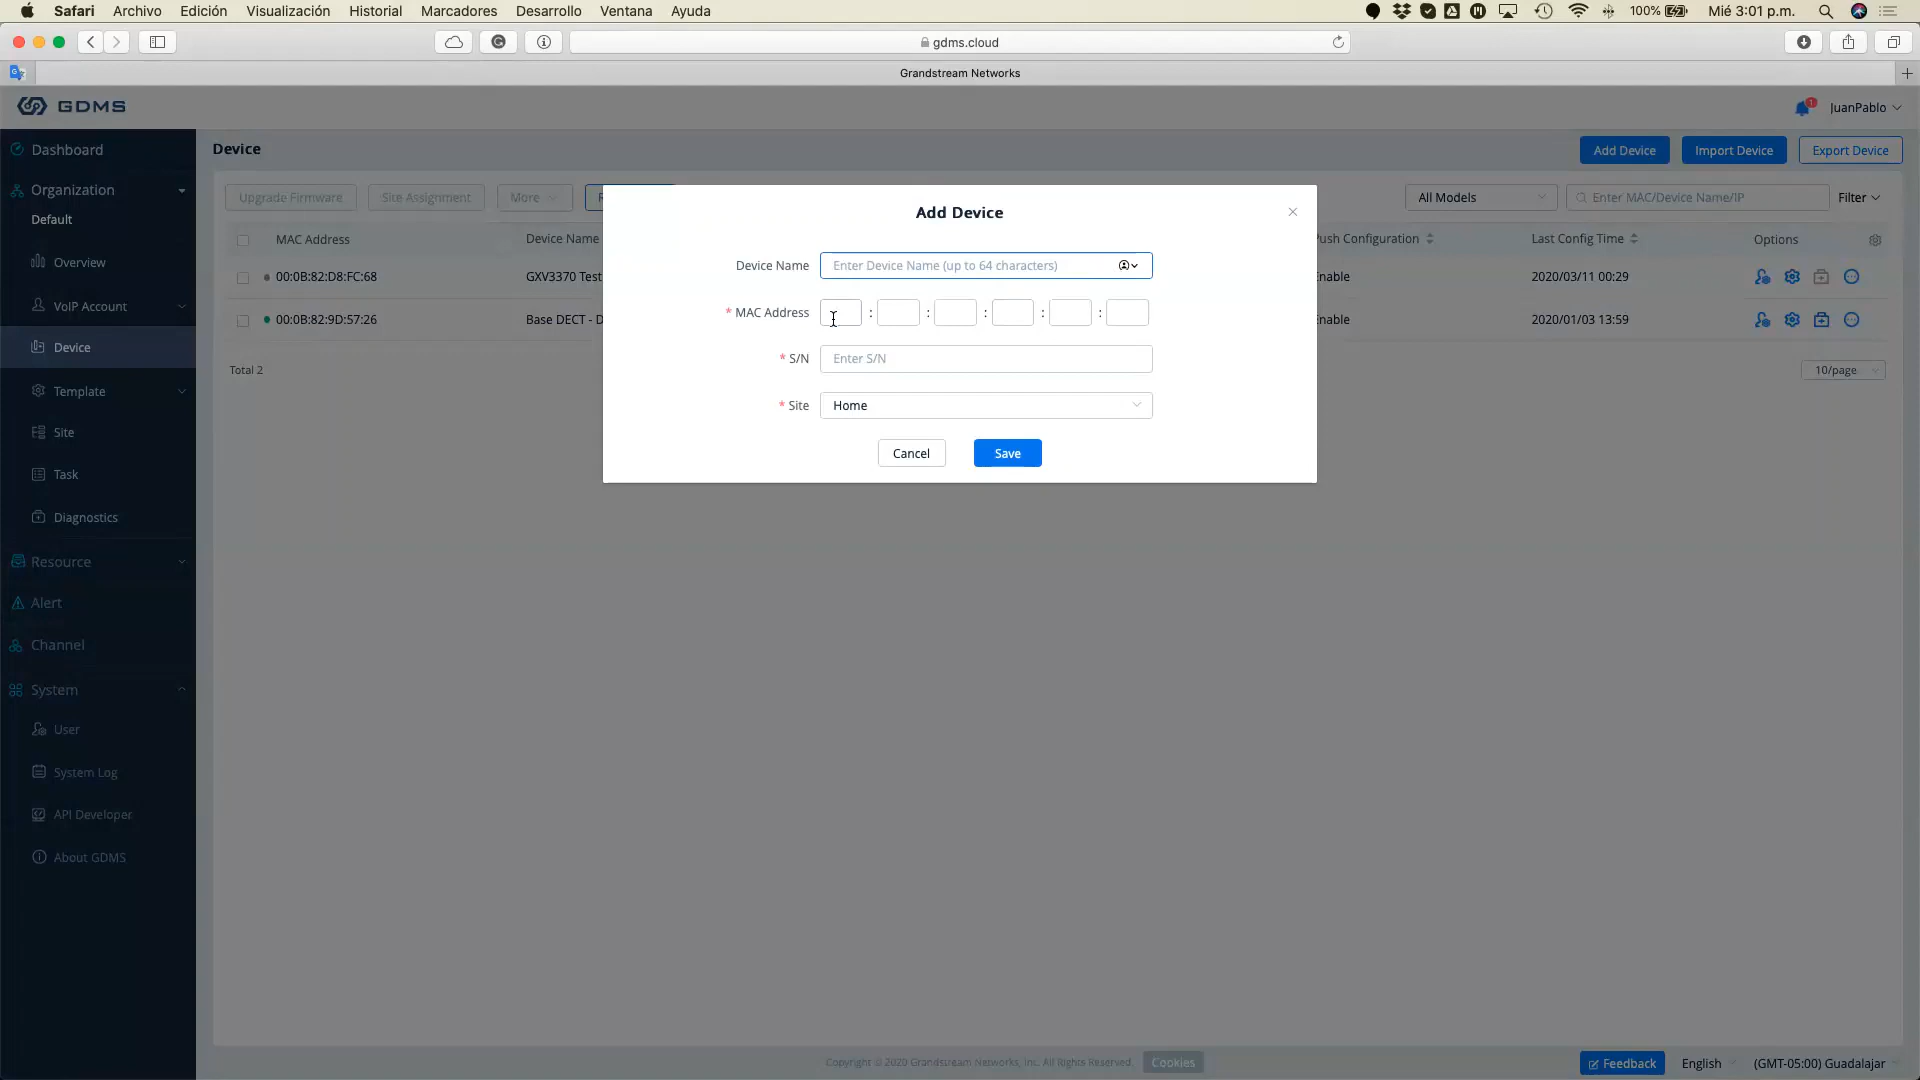 Safari Archivo Edición Visualización Historial Marcadores Desarrollo Ventana Ayuda 100% Mié 3:01 p.m.
gdms.cloud
Grandstream Networks
GDMS JuanPablo
Dashboard
Organization
Default
Overview
VoIP Account
Device
Template
Site
Task
Diagnostics
Resource
Alert
Channel
System
User
System Log
API Developer
About GDMS
Device Add Device Import Device Export Device
Upgrade Firmware Site Assignment More All Models Enter MAC/Device Name/IP Filter
MAC Address Device Name Push Configuration Last Config Time Options
00:0B:82:D8:FC:68 GXV3370 Test Enable 2020/03/11 00:29
00:0B:82:9D:57:26 Base DECT - D Enable 2020/01/03 13:59
Total 2 10/page
Add Device
Device Name Enter Device Name (up to 64 characters)
* MAC Address : : : : :
* S/N Enter S/N
* Site Home
Cancel Save
Copyright © 2020 Grandstream Networks, Inc. All Rights Reserved. Cookies Feedback English (GMT-05:00) Guadalajar